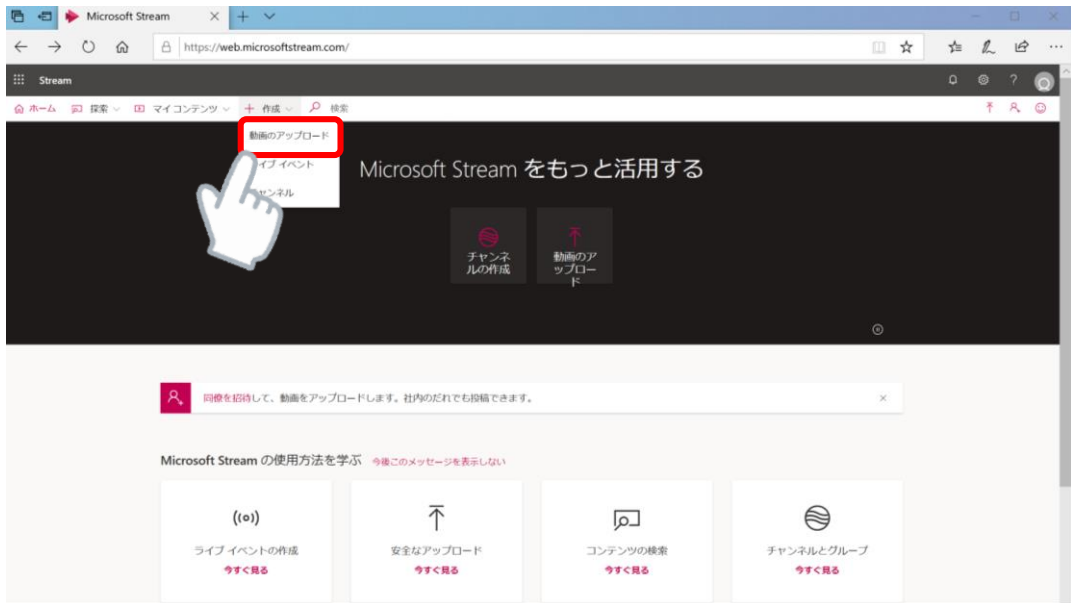 Microsoft Stream
https://web.microsoftstream.com/
Stream
?
ホーム 探索 マイ コンテンツ 作成 検索
動画のアップロード
イブ イベント
チャンネル
Microsoft Stream をもっと活用する
チャンネ
ルの作成
動画のア
ップロー
ド
同僚を招待して、動画をアップロードします。社内のだれでも投稿できます。
Microsoft Stream の使用方法を学ぶ 今後このメッセージを表示しない
ライブ イベントの作成
今すぐ見る
安全なアップロード
今すぐ見る
コンテンツの検索
今すぐ見る
チャンネルとグループ
今すぐ見る